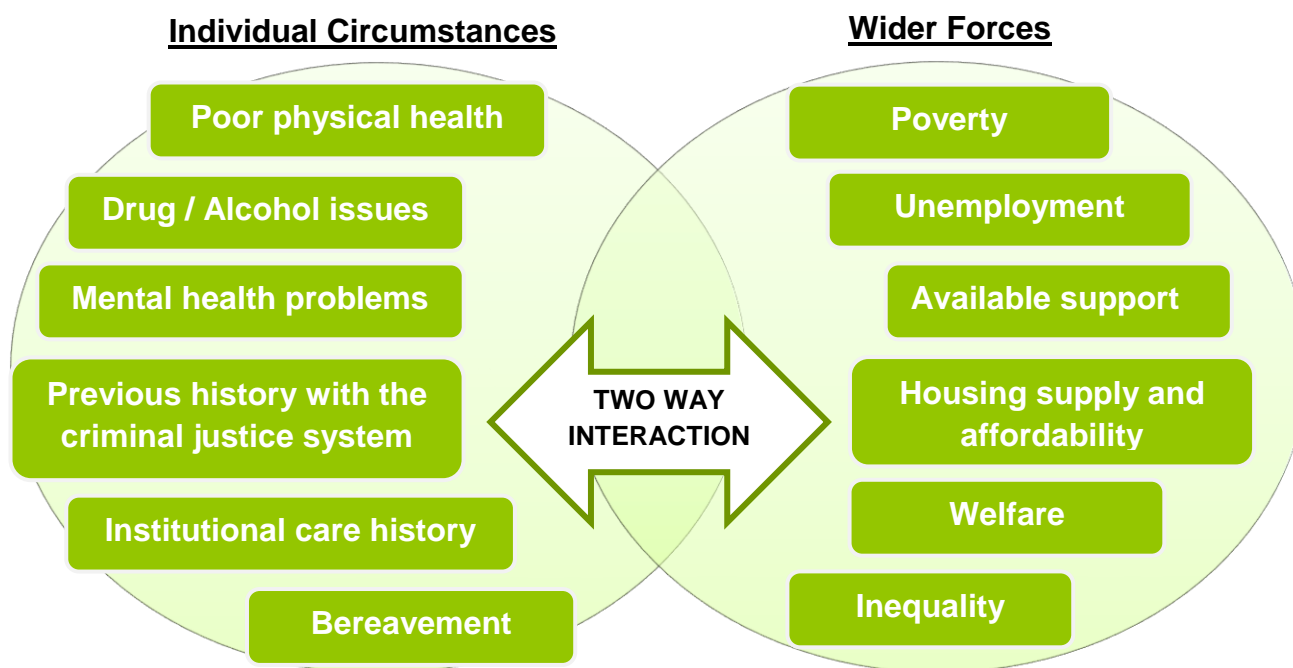 Individual Circumstances
Poor physical health
Drug / Alcohol issues
Mental health problems
Previous history with the
criminal justice system
Institutional care history
Bereavement
TWO WAY
INTERACTION
Wider Forces
Poverty
Unemployment
Available support
Housing supply and
affordability
Welfare
Inequality